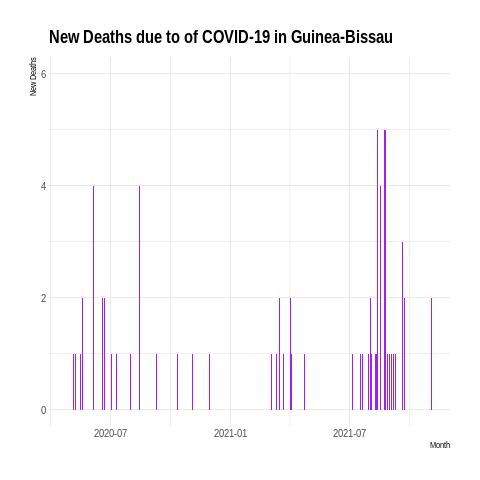 New Deaths due to of COVID-19 in Guinea-Bissau
New Deaths
6
4
2
0
2020-07
2021-01
2021-07
Month